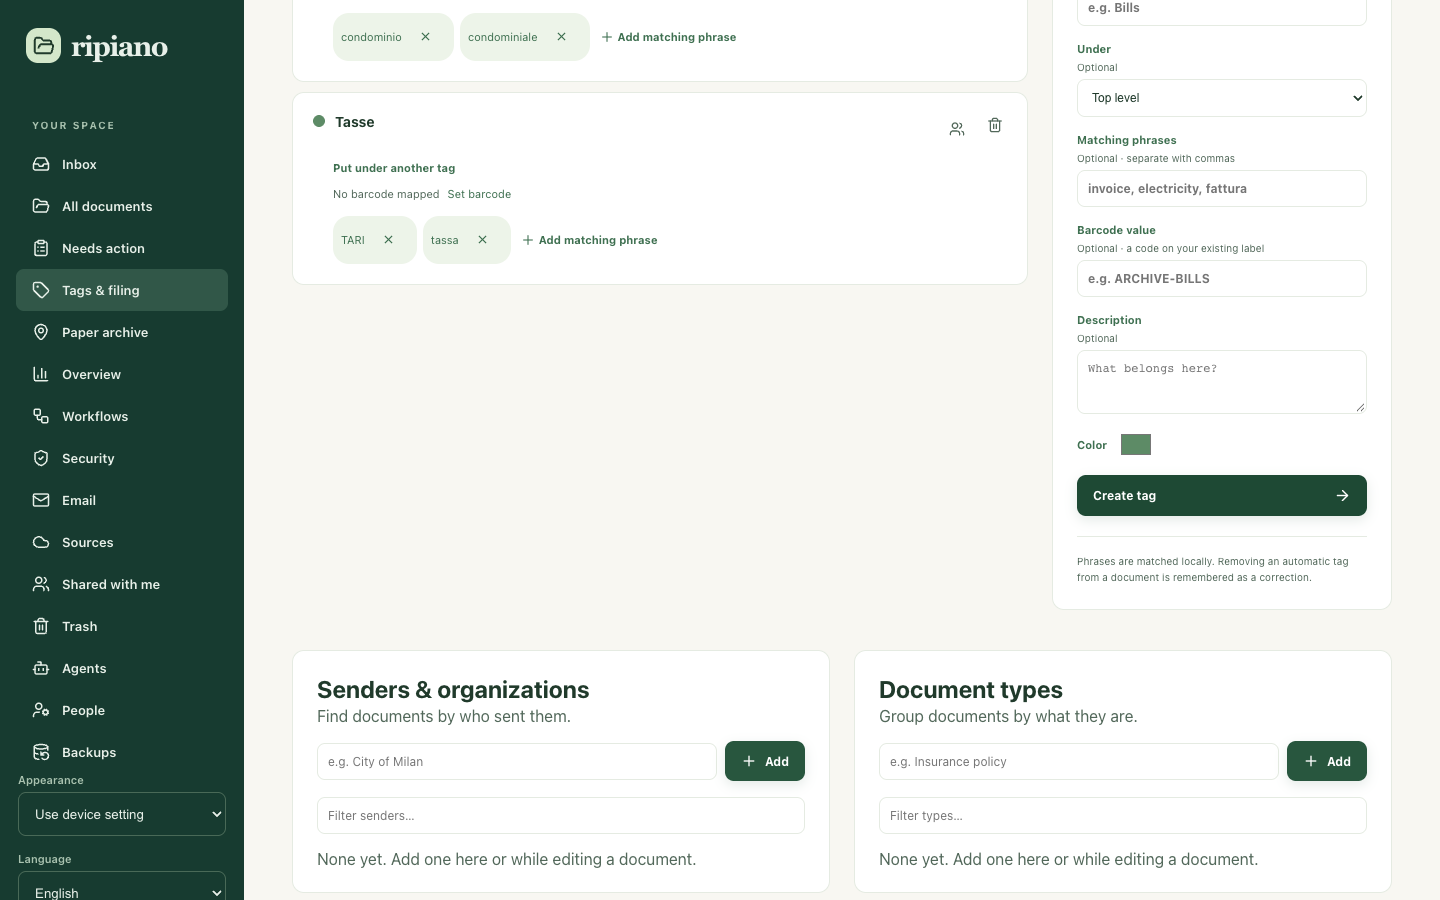 ripiano
YOUR SPACE
Inbox
All documents
Needs action
Tags & filing
Paper archive
Overview
Workflows
Security
Email
Sources
Shared with me
Trash
Agents
People
Backups
Appearance
Use device setting
Language
English
condominio
condominiale
Add matching phrase
Tasse
Put under another tag
No barcode mapped Set barcode
TARI
tassa
Add matching phrase
e.g. Bills
Under
Optional
Top level
Matching phrases
Optional · separate with commas
invoice, electricity, fattura
Barcode value
Optional · a code on your existing label
e.g. ARCHIVE-BILLS
Description
Optional
What belongs here?
Color
Create tag
Phrases are matched locally. Removing an automatic tag
from a document is remembered as a correction.
Senders & organizations
Find documents by who sent them.
e.g. City of Milan
Add
Filter senders...
None yet. Add one here or while editing a document.
Document types
Group documents by what they are.
e.g. Insurance policy
Add
Filter types...
None yet. Add one here or while editing a document.